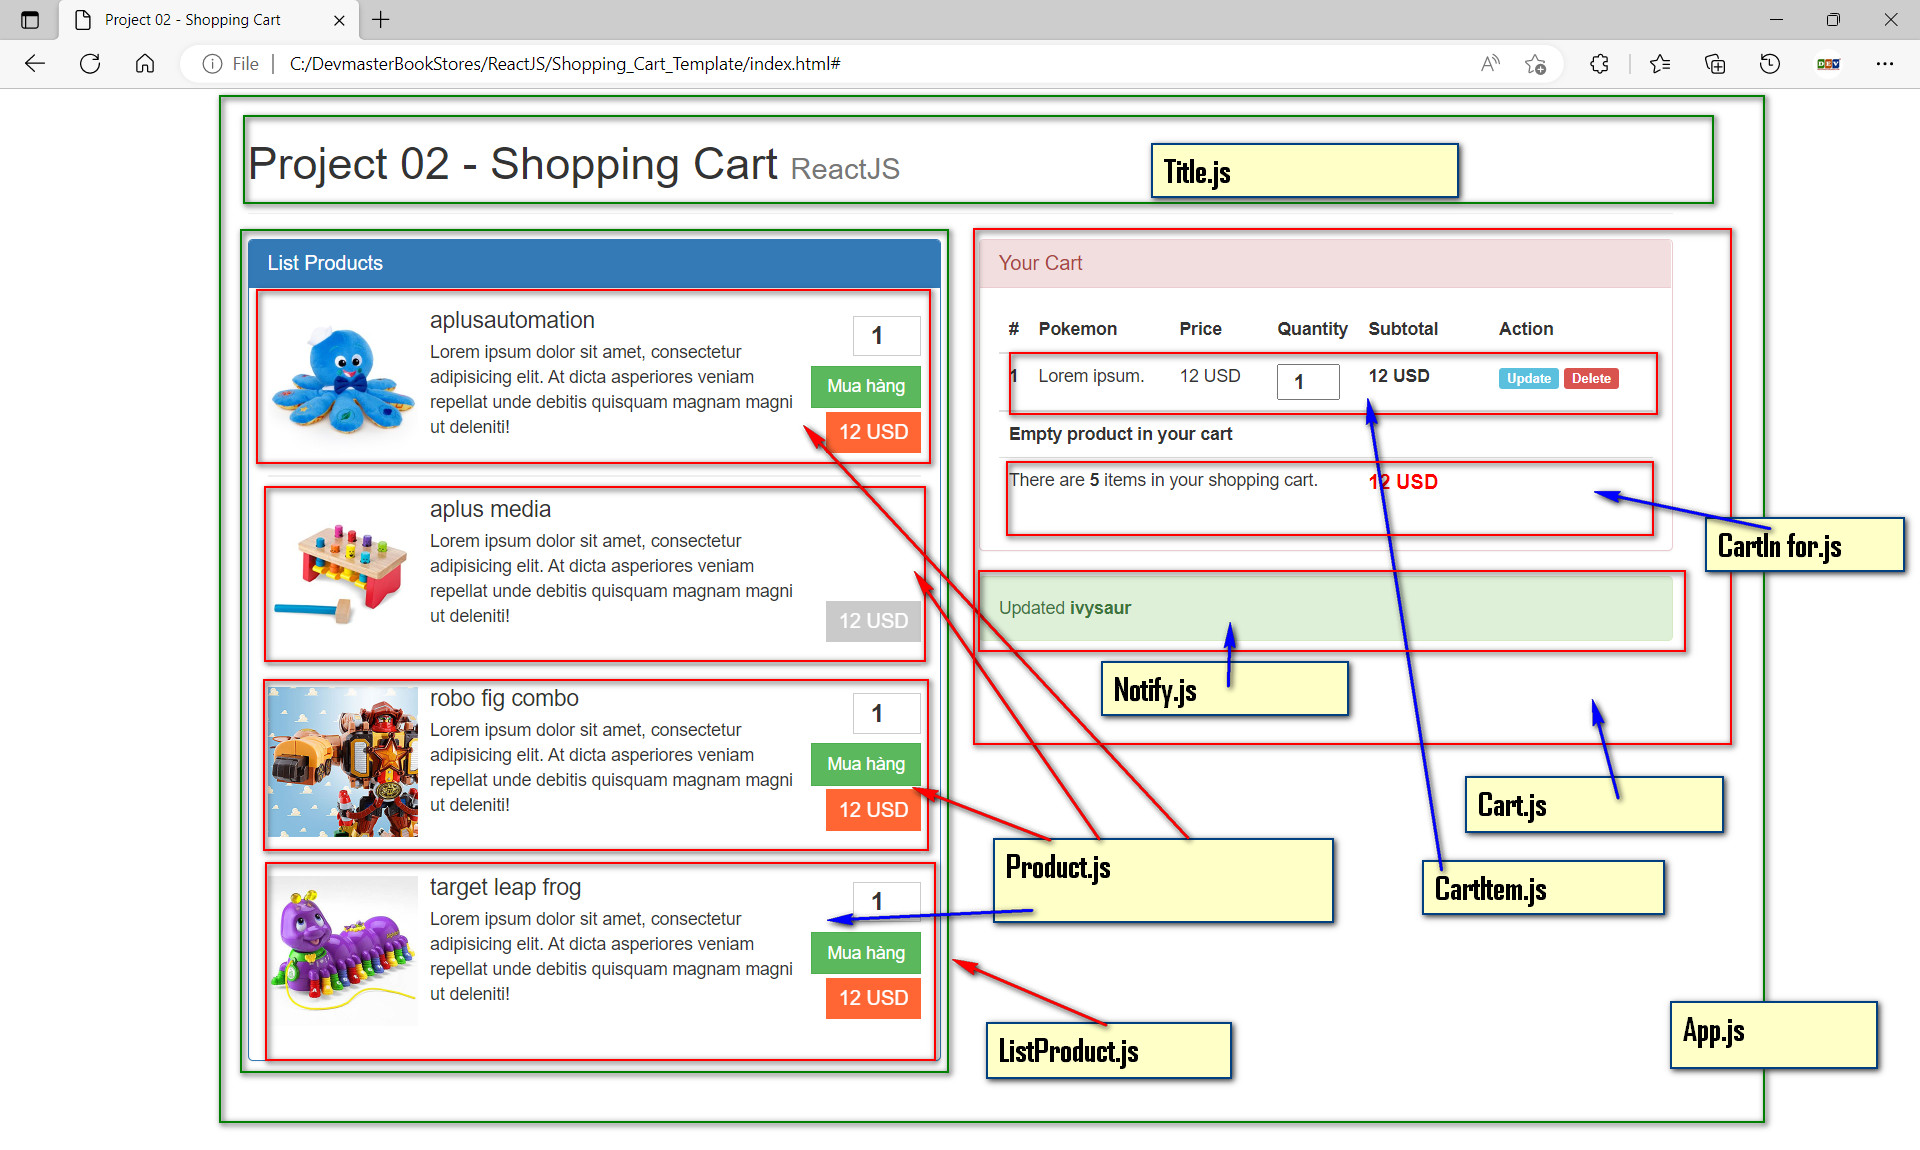 Project 02 - Shopping Cart
File
C:/DevmasterBookStores/ReactJS/Shopping_Cart_Template/index.html#
DEV
Project 02 - Shopping Cart ReactJS
Title.js
List Products
aplusautomation
Lorem ipsum dolor sit amet, consectetur
adipisicing elit. At dicta asperiores veniam
repellat unde debitis quisquam magnam magni
ut deleniti!
1
Mua hàng
12 USD
aplus media
Lorem ipsum dolor sit amet, consectetur
adipisicing elit. At dicta asperiores veniam
repellat unde debitis quisquam magnam magni
ut deleniti!
12 USD
robo fig combo
Lorem ipsum dolor sit amet, consectetur
adipisicing elit. At dicta asperiores veniam
repellat unde debitis quisquam magnam magni
ut deleniti!
1
Mua hàng
12 USD
target leap frog
Lorem ipsum dolor sit amet, consectetur
adipisicing elit. At dicta asperiores veniam
repellat unde debitis quisquam magnam magni
ut deleniti!
1
Mua hàng
12 USD
Your Cart
# Pokemon Price Quantity Subtotal Action
1 Lorem ipsum. 12 USD 1 12 USD Update Delete
Empty product in your cart
There are 5 items in your shopping cart. 12 USD
CartIn for.js
Updated ivysaur
Notify.js
Cart.js
Product.js
CartItem.js
ListProduct.js
App.js